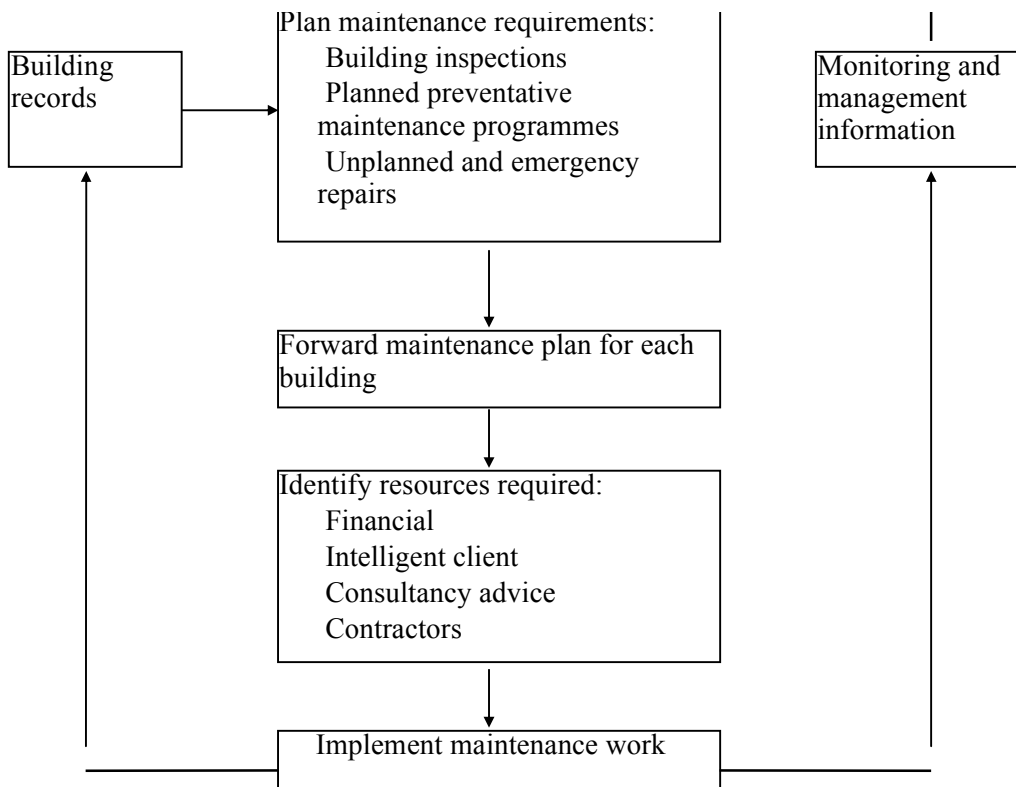 Plan maintenance requirements:
Building inspections
Planned preventative
maintenance programmes
Unplanned and emergency
repairs
Building
records
Monitoring and
management
information
Forward maintenance plan for each
building
Identify resources required:
Financial
Intelligent client
Consultancy advice
Contractors
Implement maintenance work